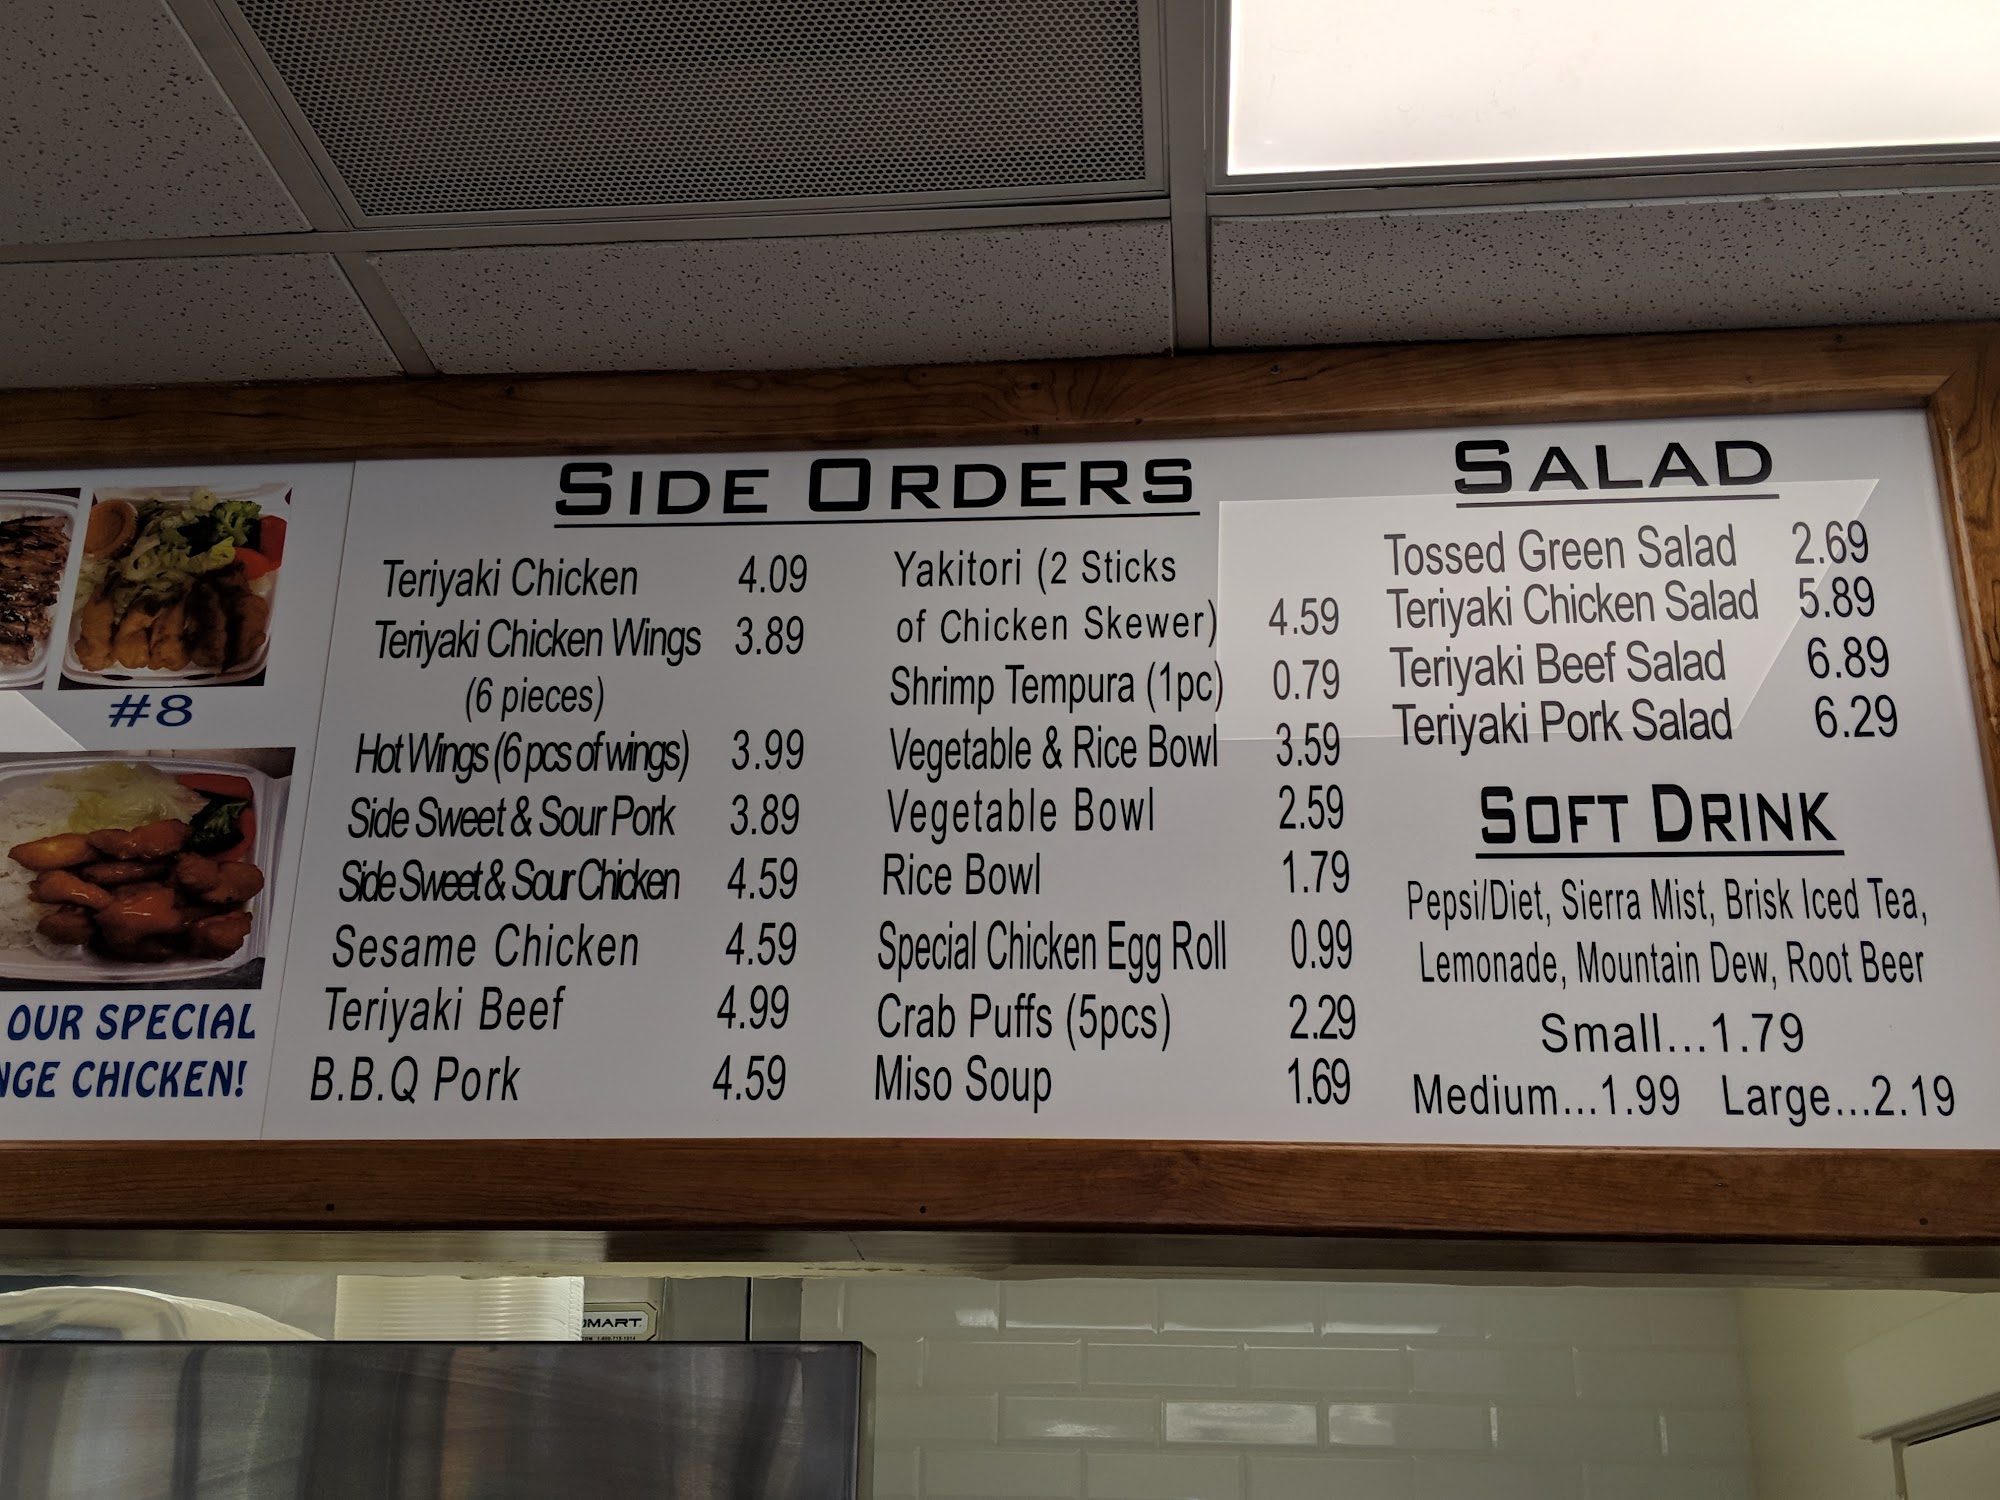 #8
OUR SPECIAL
CHICKEN!
SIDE ORDERS
Teriyaki Chicken 4.09
Teriyaki Chicken Wings 3.89
(6 pieces)
Hot Wings (6 pcs of wings) 3.99
Side Sweet & Sour Pork 3.89
Side Sweet & Sour Chicken 4.59
Sesame Chicken 4.59
Teriyaki Beef 4.99
B.B.Q Pork 4.59
Yakitori (2 Sticks
of Chicken Skewer) 4.59
Shrimp Tempura (1pc) 0.79
Vegetable & Rice Bowl 3.59
Vegetable Bowl 2.59
Rice Bowl 1.79
Special Chicken Egg Roll 0.99
Crab Puffs (5pcs) 2.29
Miso Soup 1.69
SALAD
Tossed Green Salad 2.69
Teriyaki Chicken Salad 5.89
Teriyaki Beef Salad 6.89
Teriyaki Pork Salad 6.29
SOFT DRINK
Pepsi/Diet, Sierra Mist, Brisk Iced Tea,
Lemonade, Mountain Dew, Root Beer
Small...1.79
Medium...1.99 Large...2.19